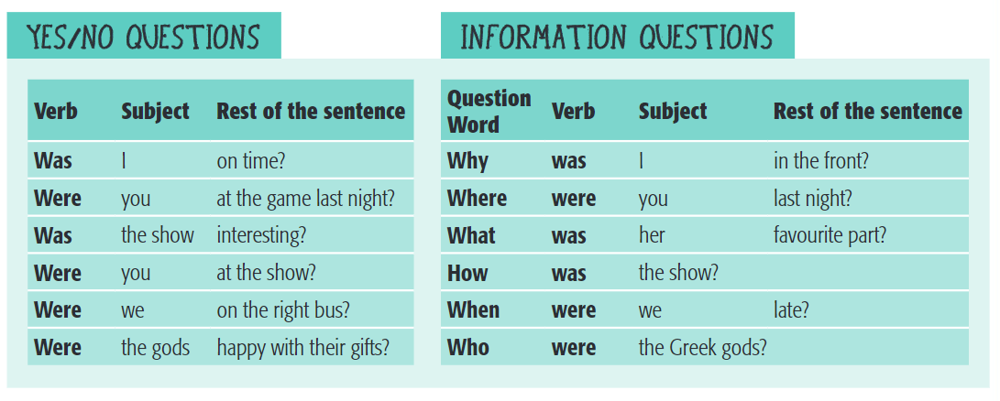 YES/NO QUESTIONS
Verb Subject Rest of the sentence
Was I on time?
Were you at the game last night?
Was the show interesting?
Were you at the show?
Were we on the right bus?
Were the gods happy with their gifts?
INFORMATION QUESTIONS
Question
Word Verb Subject Rest of the sentence
Why was I in the front?
Where were you last night?
What was her favourite part?
How was the show?
When were we late?
Who were the Greek gods?